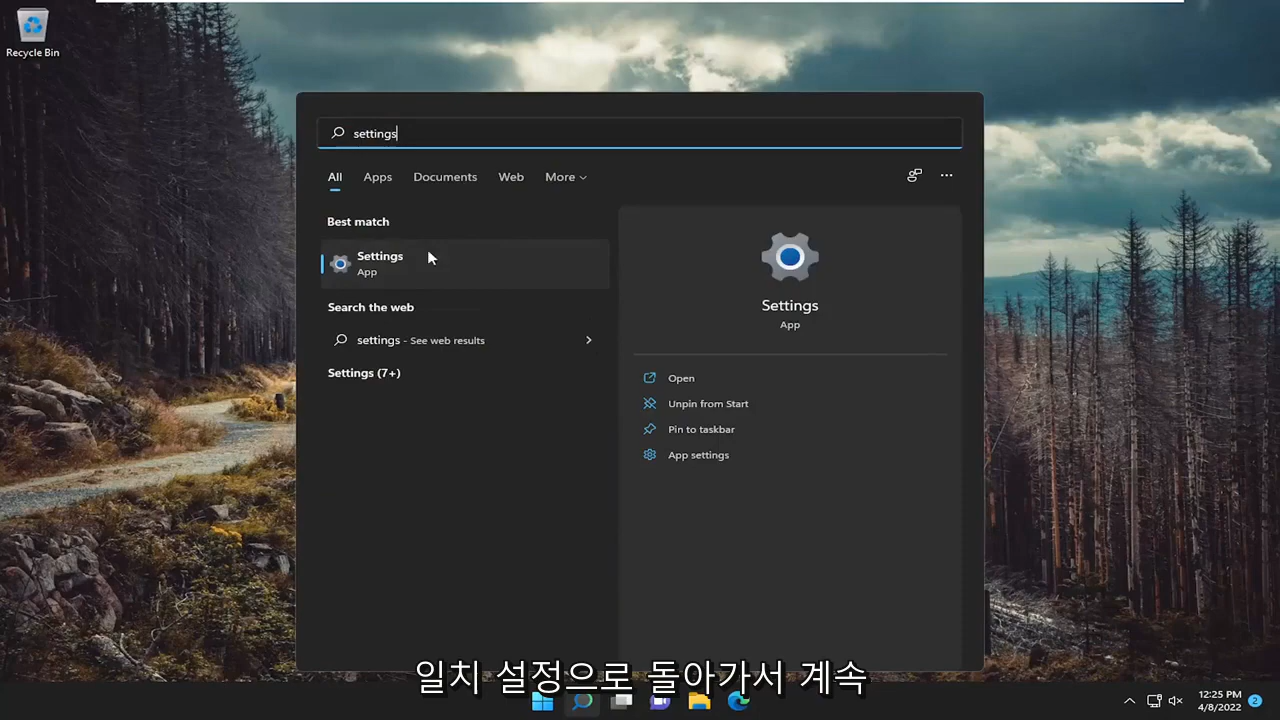 Recycle Bin
settings
All Apps Documents Web More
Best match
Settings
App
Search the web
settings - See web results
Settings (7+)
Settings
App
Open
Unpin from Start
Pin to taskbar
App settings
일치 설정으로 돌아가서 계속
12:25 PM
4/8/2022
2